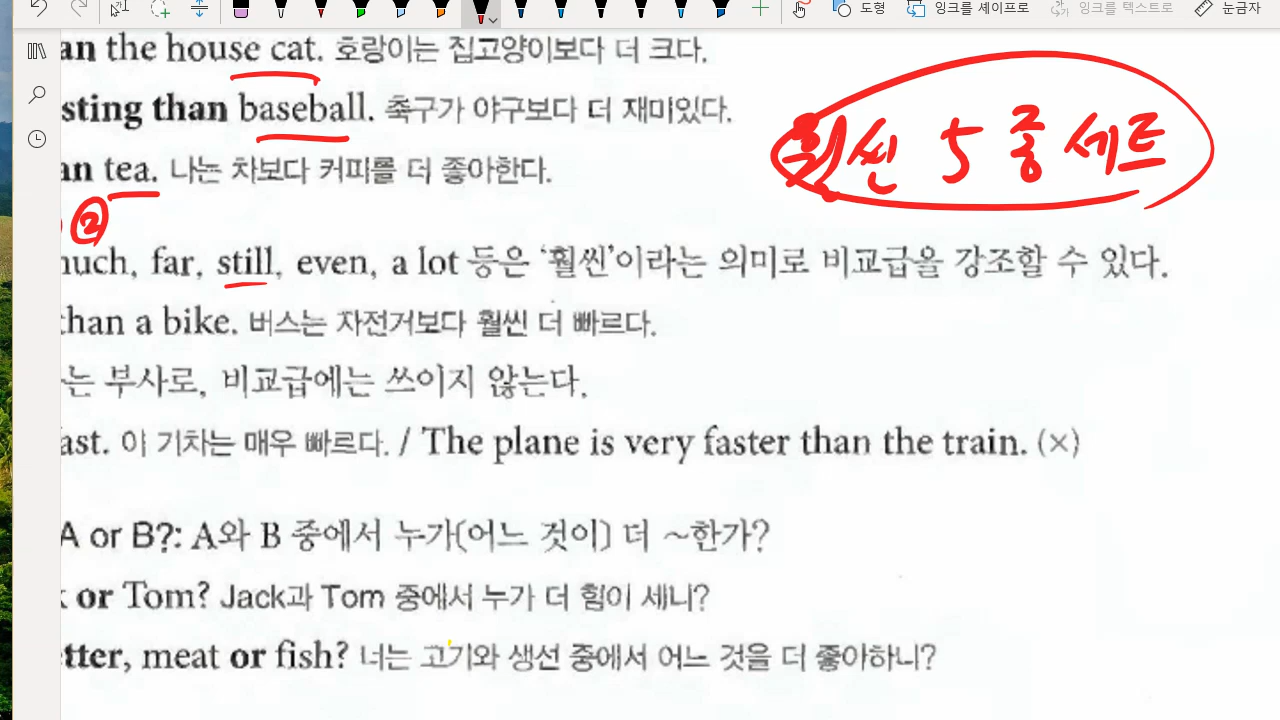 도형 잉크를 셰이프로 잉크를 텍스트로 눈금자
an the house cat. 호랑이는 집고양이보다 더 크다.
sting than baseball. 축구가 야구보다 더 재미있다.
훨씬 5종세트
an tea. 나는 차보다 커피를 더 좋아한다.
②
much, far, still, even, a lot 등은 ‘훨씬’이라는 의미로 비교급을 강조할 수 있다.
than a bike. 버스는 자전거보다 훨씬 더 빠르다.
는 부사로, 비교급에는 쓰이지 않는다.
ast. 이 기차는 매우 빠르다. / The plane is very faster than the train. (×)
A or B?: A와 B 중에서 누가(어느 것이) 더 ~한가?
k or Tom? Jack과 Tom 중에서 누가 더 힘이 세니?
tter, meat or fish? 너는 고기와 생선 중에서 어느 것을 더 좋아하니?